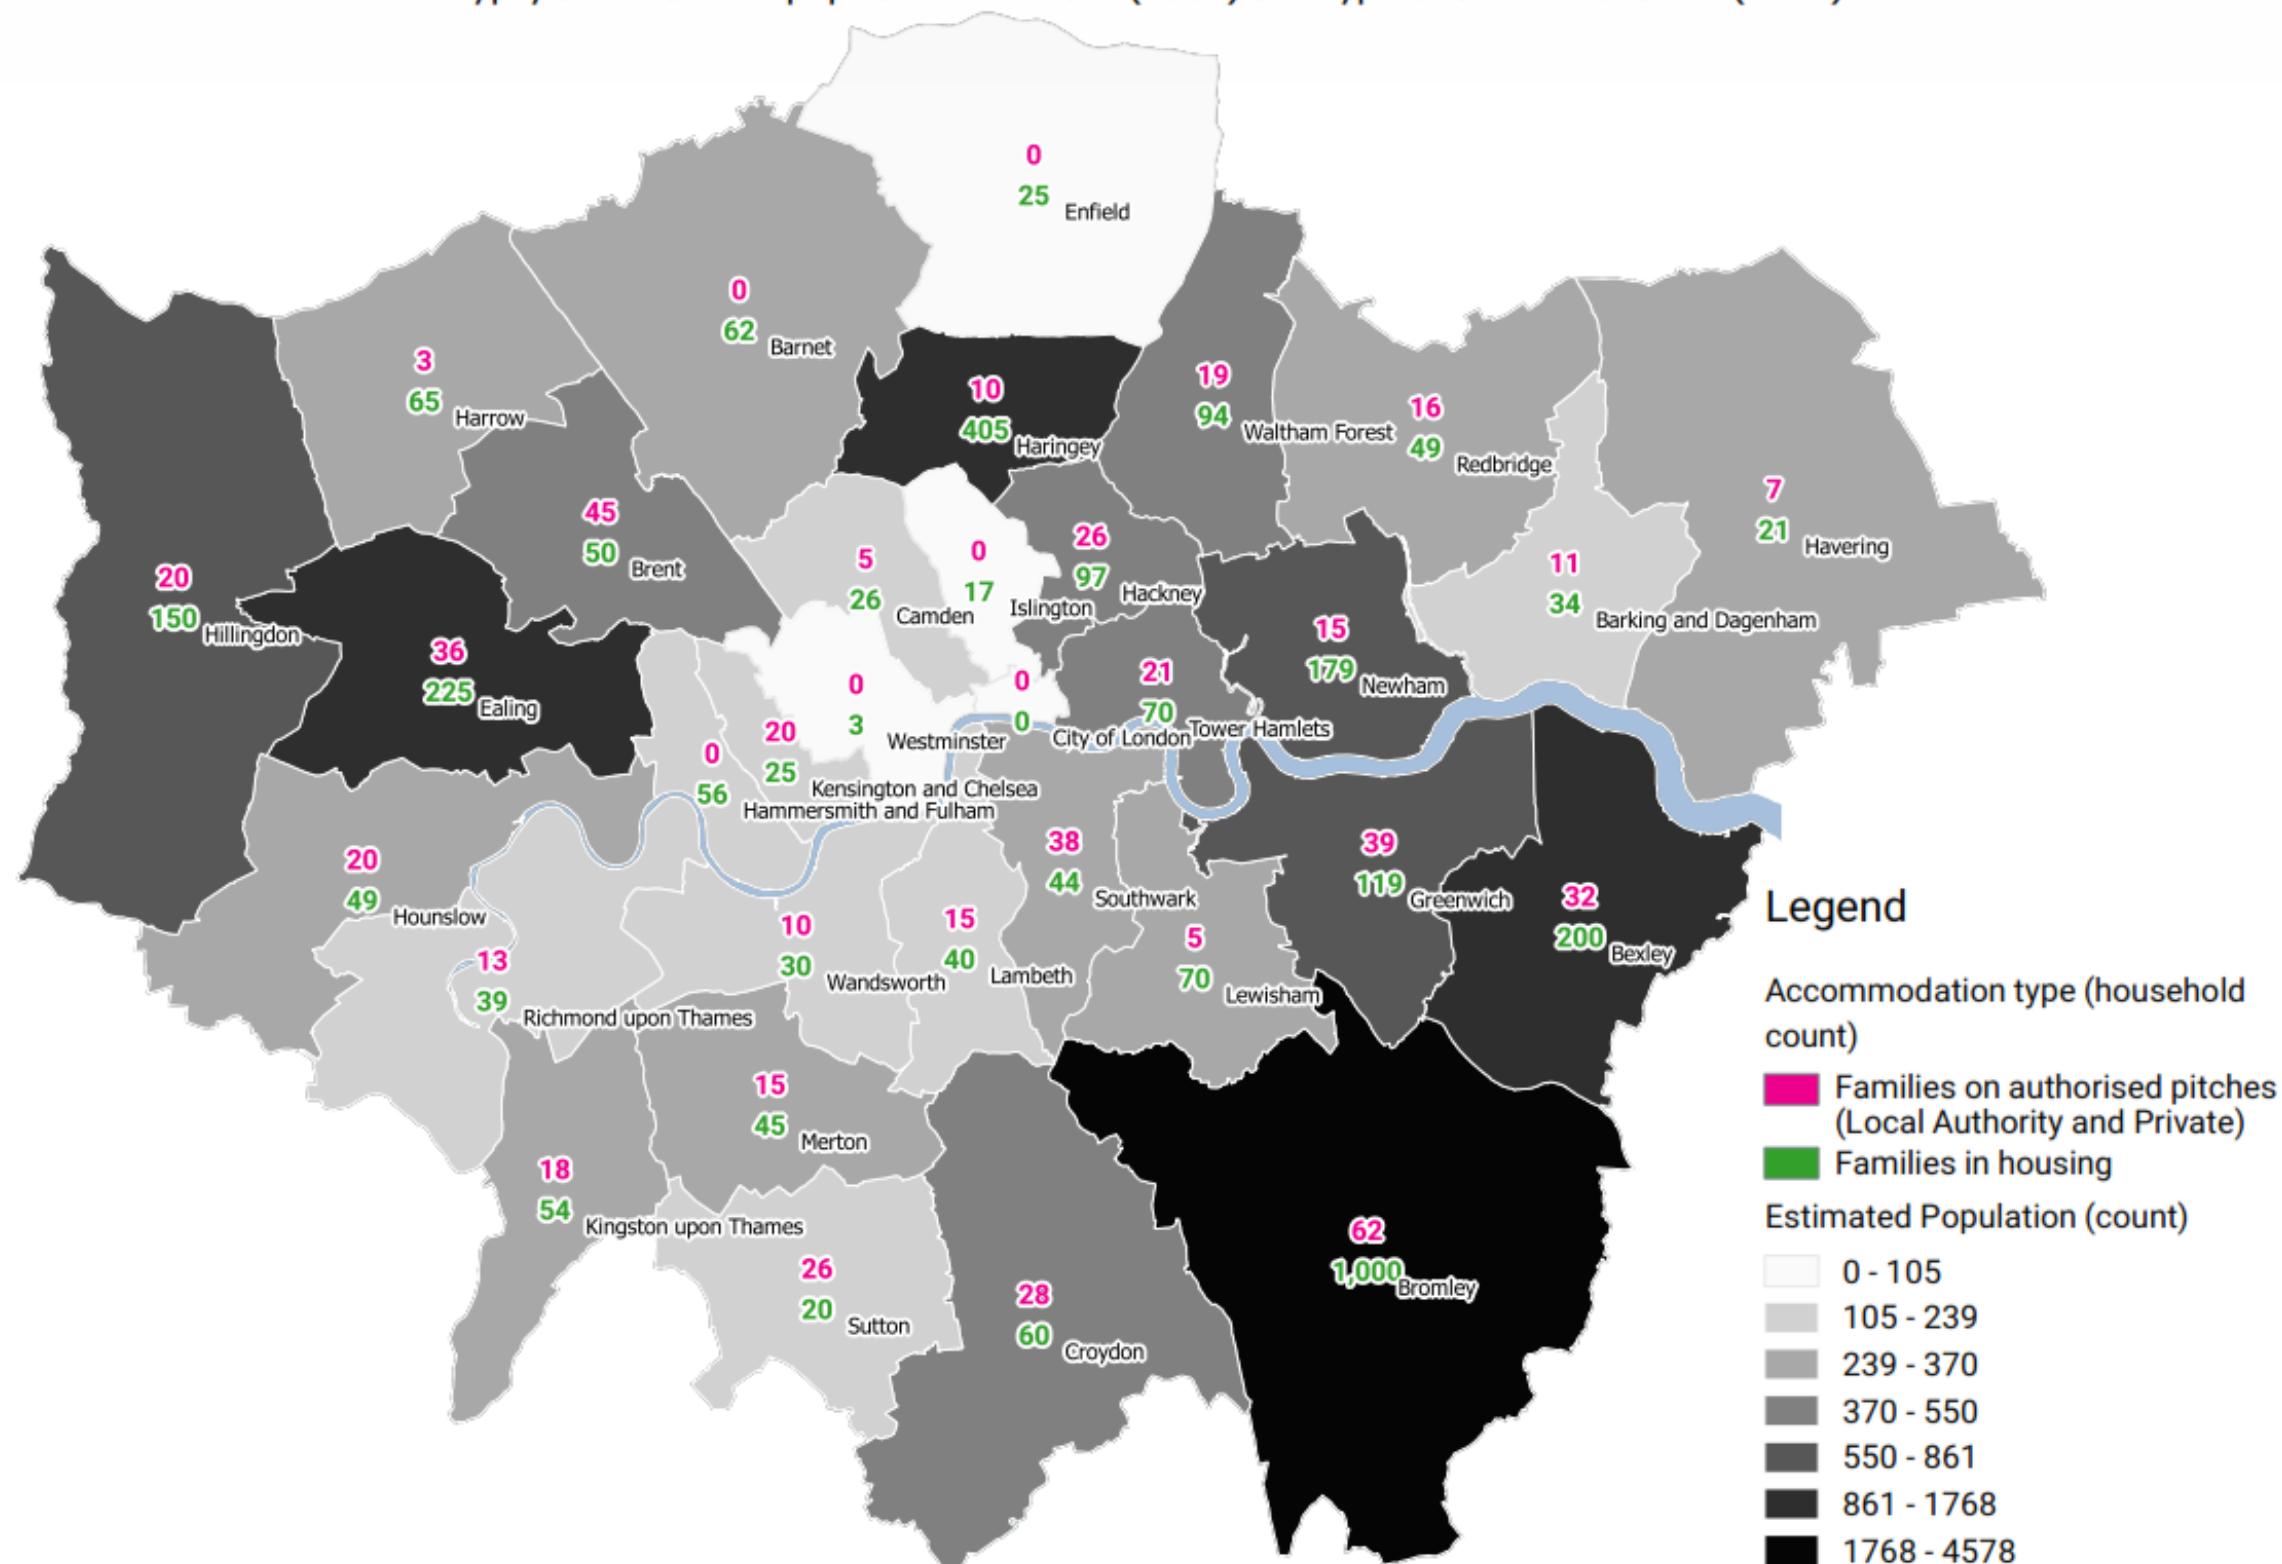 0
25
Enfield
0
62
Barnet
3
65
Harrow
10
405
Haringey
19
94
Waltham Forest
16
49
Redbridge
7
21
Havering
45
50
Brent
5
26
Camden
0
17
Islington
26
97
Hackney
11
34
Barking and Dagenham
20
150
Hillingdon
36
225
Ealing
15
179
Newham
0
3
Westminster
0
0
City of London
21
70
Tower Hamlets
20
25
Kensington and Chelsea
0
56
Hammersmith and Fulham
20
49
Hounslow
38
44
Southwark
39
119
Greenwich
32
200
Bexley
13
39
Richmond upon Thames
10
30
Wandsworth
15
40
Lambeth
5
70
Lewisham
15
45
Merton
18
54
Kingston upon Thames
26
20
Sutton
28
60
Croydon
62
1,000
Bromley
Legend
Accommodation type (household
count)
Families on authorised pitches
(Local Authority and Private)
Families in housing
Estimated Population (count)
0 - 105
105 - 239
239 - 370
370 - 550
550 - 861
861 - 1768
1768 - 4578